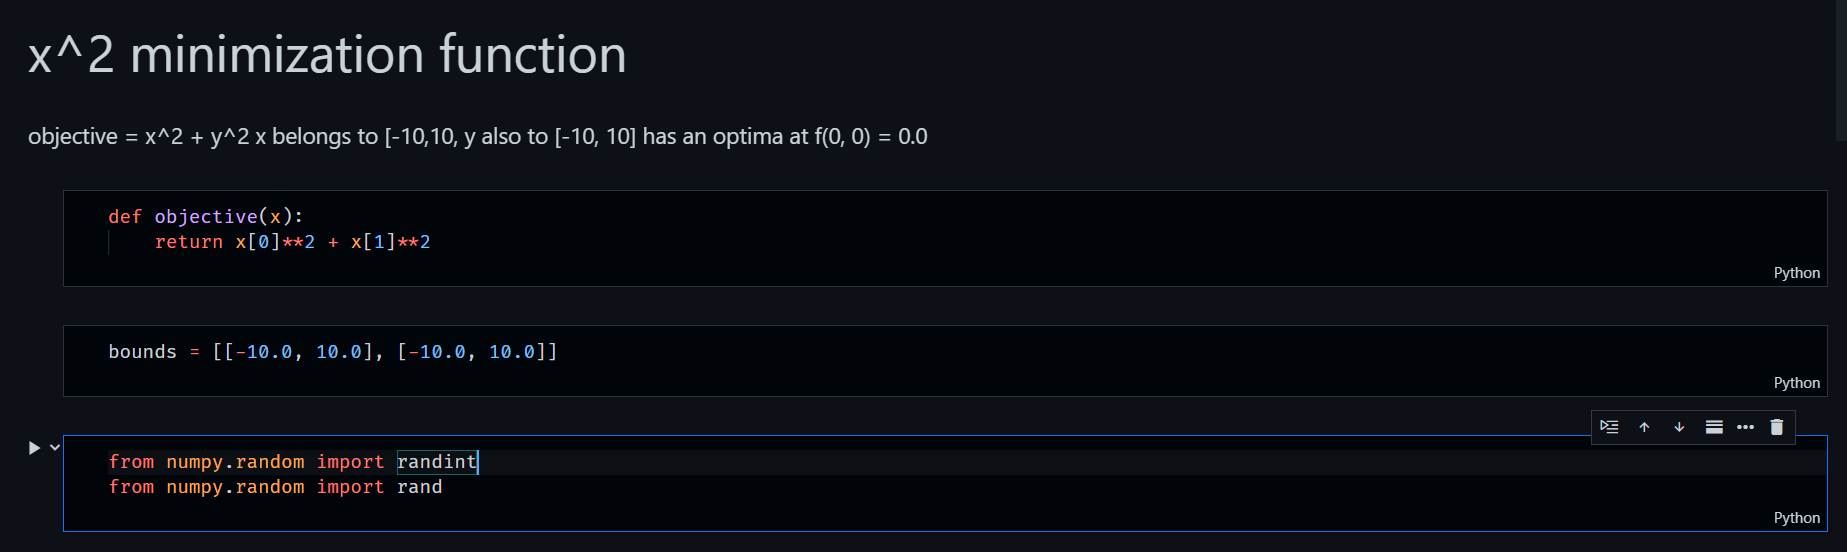 x^2 minimization function
objective = x^2 + y^2 x belongs to [-10,10, y also to [-10, 10] has an optima at f(0, 0) = 0.0
def objective(x):
    return x[0]**2 + x[1]**2
Python
bounds = [[-10.0, 10.0], [-10.0, 10.0]]
Python
from numpy.random import randint
from numpy.random import rand
Python